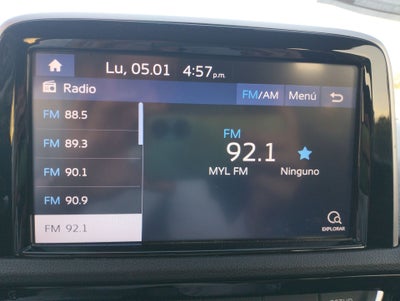 Lu, 05.01 4:57 p.m.
Radio FM/AM Menú
FM 88.5
FM 89.3
FM 90.1
FM 90.9
FM 92.1
FM
92.1
MYL FM Ninguno
EXPLORAR